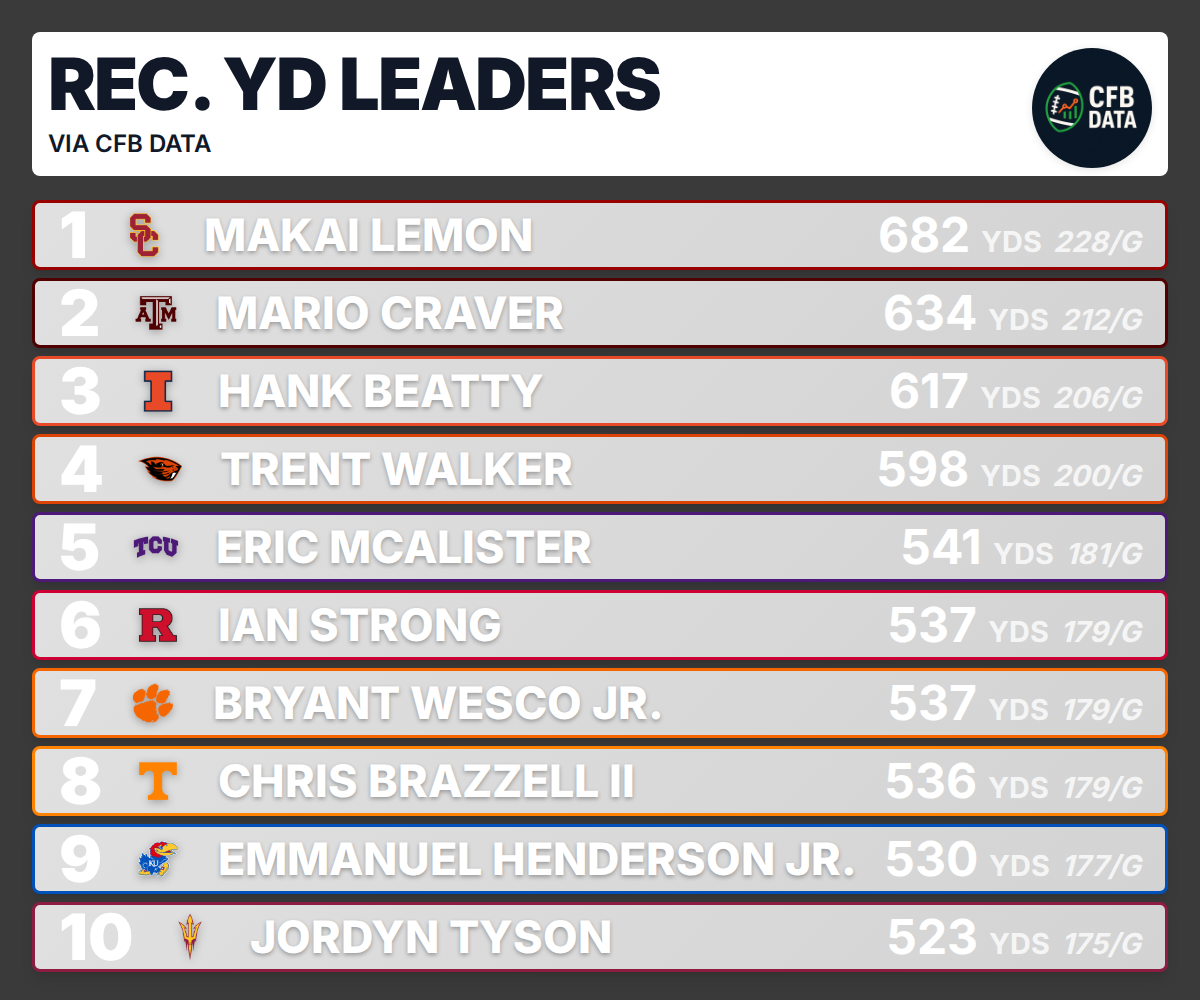 REC. YD LEADERS
VIA CFB DATA
CFB
DATA
1 SC MAKAI LEMON 682 YDS 228/G
2 ATM MARIO CRAVER 634 YDS 212/G
3 I HANK BEATTY 617 YDS 206/G
4 TRENT WALKER 598 YDS 200/G
5 TCU ERIC MCALISTER 541 YDS 181/G
6 R IAN STRONG 537 YDS 179/G
7 BRYANT WESCO JR. 537 YDS 179/G
8 T CHRIS BRAZZELL II 536 YDS 179/G
9 KU EMMANUEL HENDERSON JR. 530 YDS 177/G
10 JORDYN TYSON 523 YDS 175/G